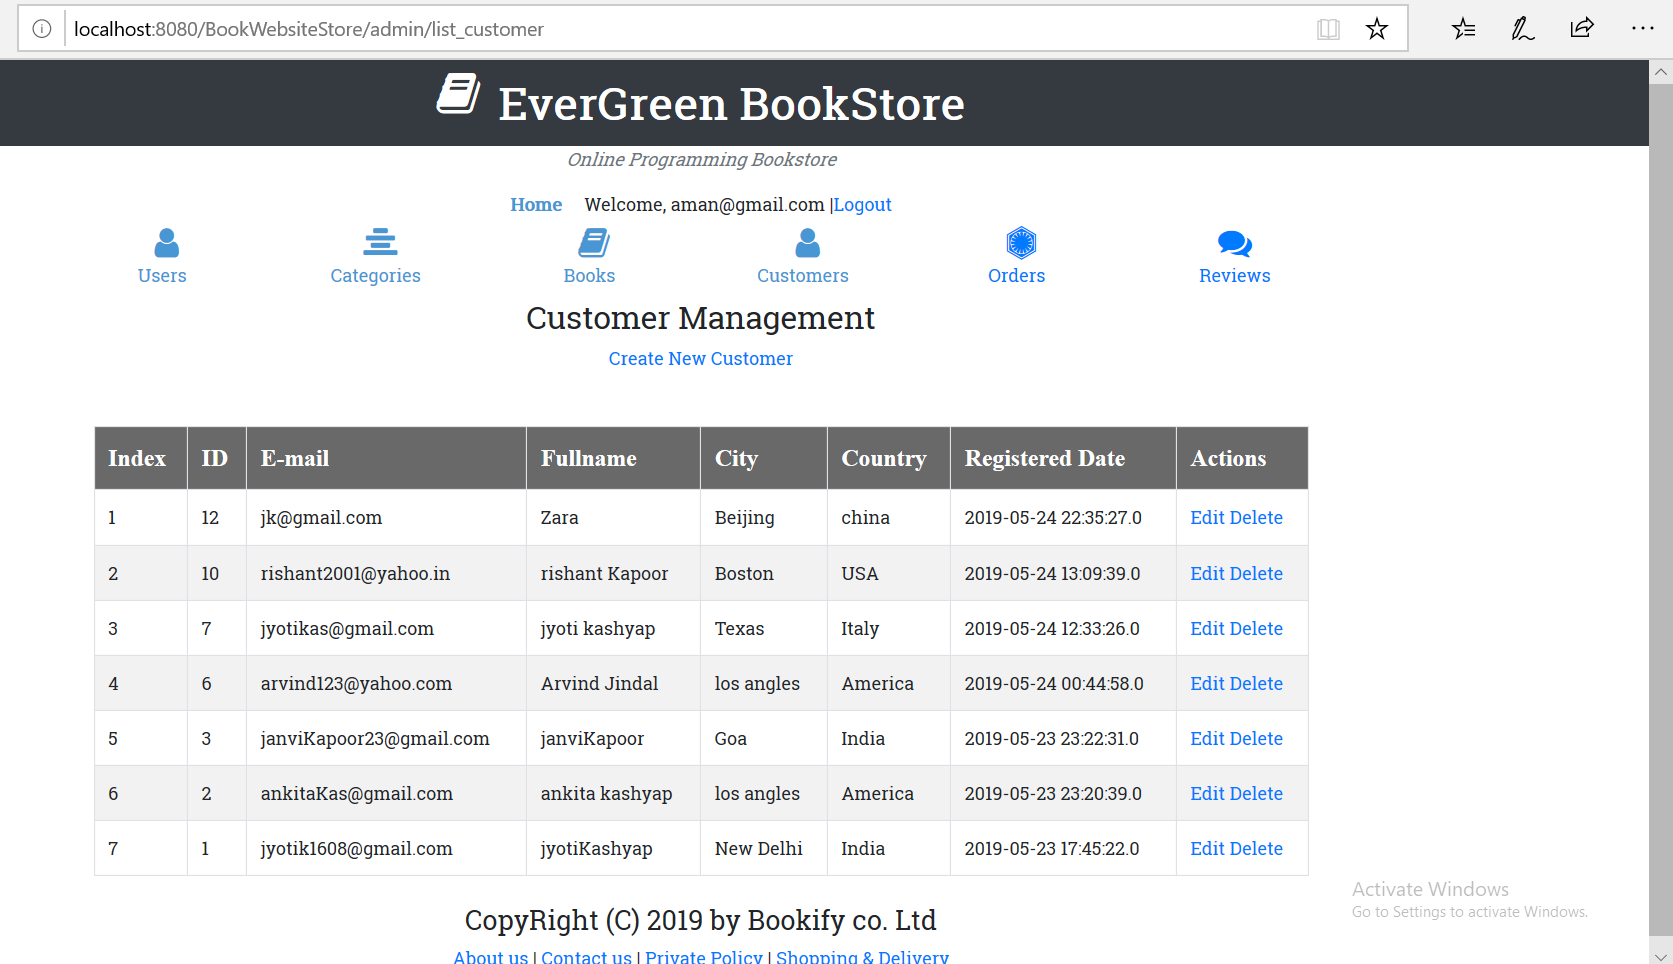 localhost:8080/BookWebsiteStore/admin/list_customer
EverGreen BookStore
Online Programming Bookstore
Home Welcome, aman@gmail.com |Logout
Users Categories Books Customers Orders Reviews
Customer Management
Create New Customer
Index ID E-mail Fullname City Country Registered Date Actions
1 12 jk@gmail.com Zara Beijing china 2019-05-24 22:35:27.0 Edit Delete
2 10 rishant2001@yahoo.in rishant Kapoor Boston USA 2019-05-24 13:09:39.0 Edit Delete
3 7 jyotikas@gmail.com jyoti kashyap Texas Italy 2019-05-24 12:33:26.0 Edit Delete
4 6 arvind123@yahoo.com Arvind Jindal los angles America 2019-05-24 00:44:58.0 Edit Delete
5 3 janviKapoor23@gmail.com janviKapoor Goa India 2019-05-23 23:22:31.0 Edit Delete
6 2 ankitaKas@gmail.com ankita kashyap los angles America 2019-05-23 23:20:39.0 Edit Delete
7 1 jyotik1608@gmail.com jyotiKashyap New Delhi India 2019-05-23 17:45:22.0 Edit Delete
Activate Windows
Go to Settings to activate Windows.
CopyRight (C) 2019 by Bookify co. Ltd
About us | Contact us | Private Policy | Shopping & Delivery